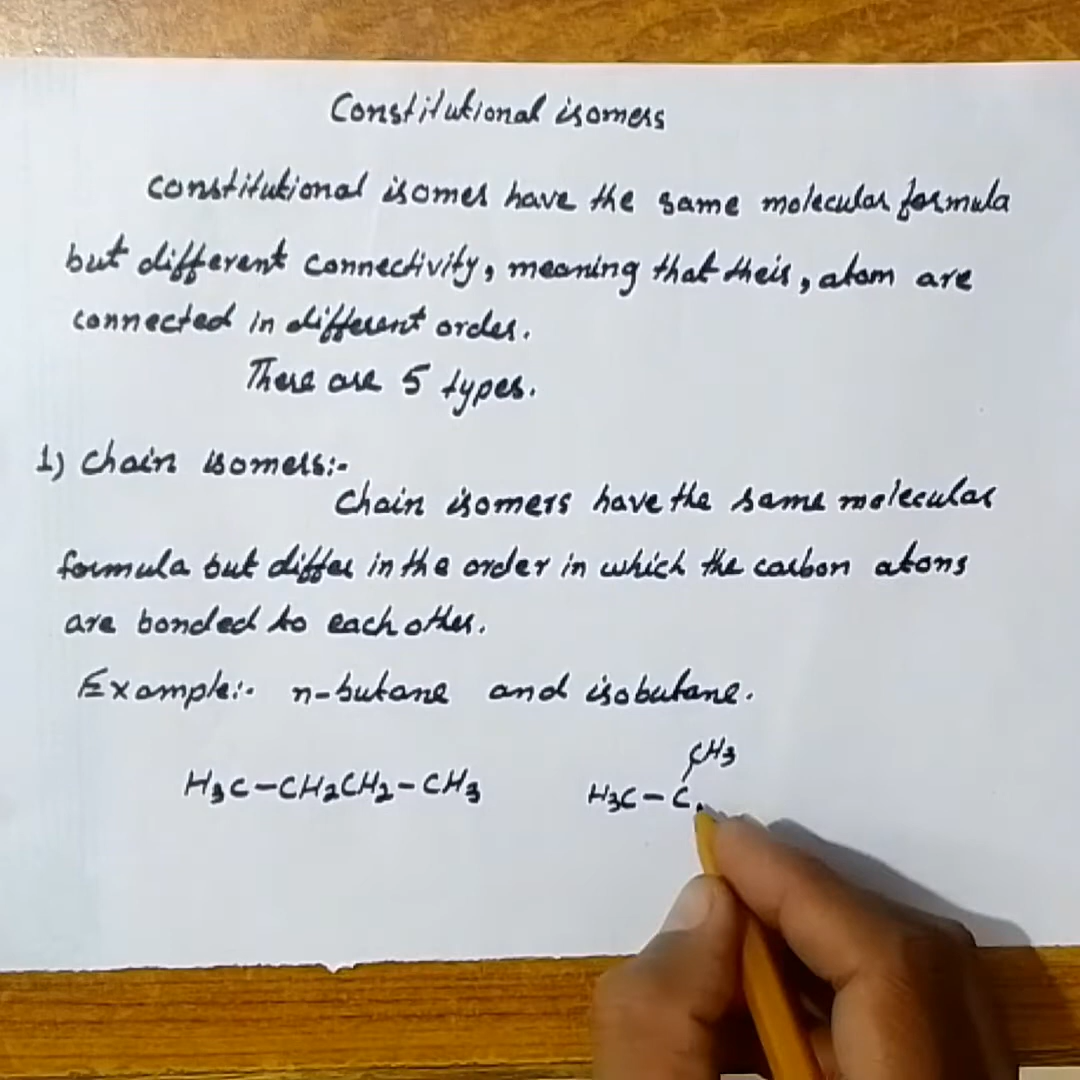 Constitutional isomers
constitutional isomes have the same molecular formula
but different connectivity, meaning that their, atom are
connected in different order.
There are 5 types.
1) Chain isomers:-
Chain isomers have the same molecular
formula but differ in the order in which the carbon atons
are bonded to each other.
Example:- n-butane and isobutane.
CH3
H3C-CH2CH2-CH3 H3C-C